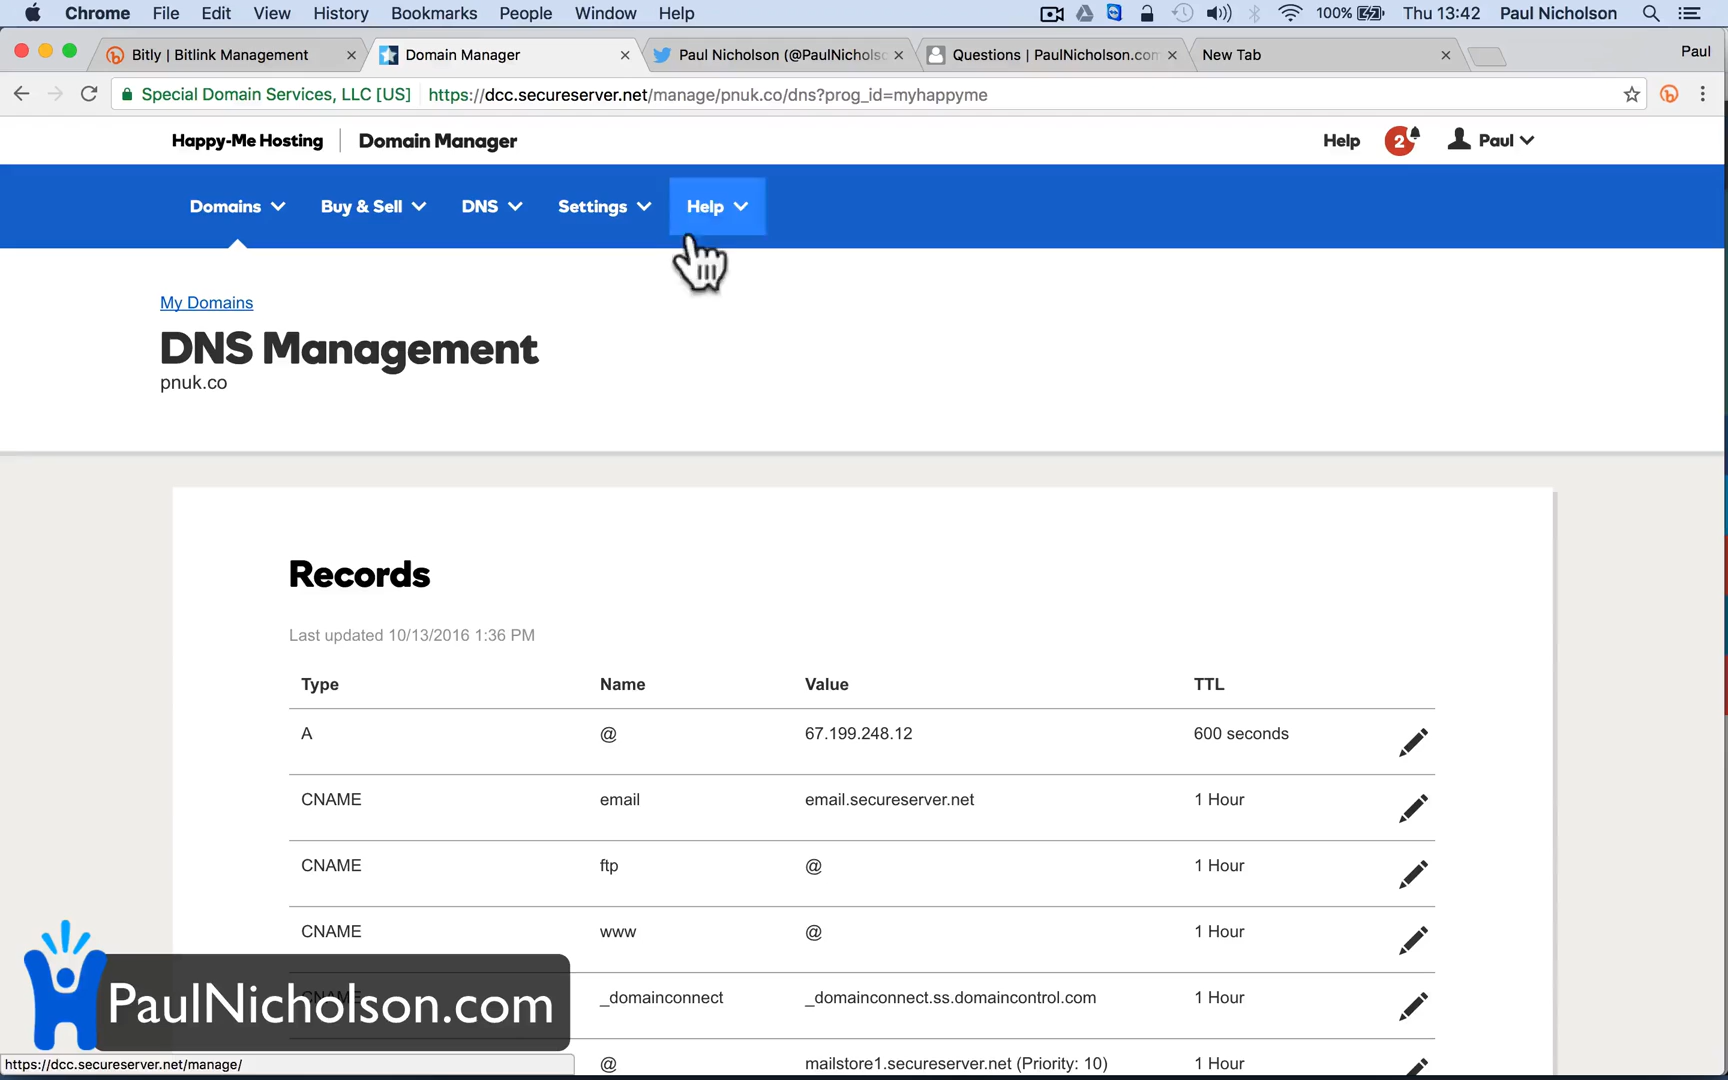 Chrome File Edit View History Bookmarks People Window Help 100% Thu 13:42 Paul Nicholson
Bitly | Bitlink Management Domain Manager Paul Nicholson (@PaulNichols Questions | PaulNicholson.com New Tab Paul
Special Domain Services, LLC [US] https://dcc.secureserver.net/manage/pnuk.co/dns?prog_id=myhappyme
Happy-Me Hosting Domain Manager Help 2 Paul
Domains Buy & Sell DNS Settings Help
My Domains
DNS Management
pnuk.co
Records
Last updated 10/13/2016 1:36 PM
Type Name Value TTL
A @ 67.199.248.12 600 seconds
CNAME email email.secureserver.net 1 Hour
CNAME ftp @ 1 Hour
CNAME www @ 1 Hour
CNAME _domainconnect _domainconnect.ss.domaincontrol.com 1 Hour
PaulNicholson.com
@ mailstore1.secureserver.net (Priority: 10) 1 Hour
https://dcc.secureserver.net/manage/